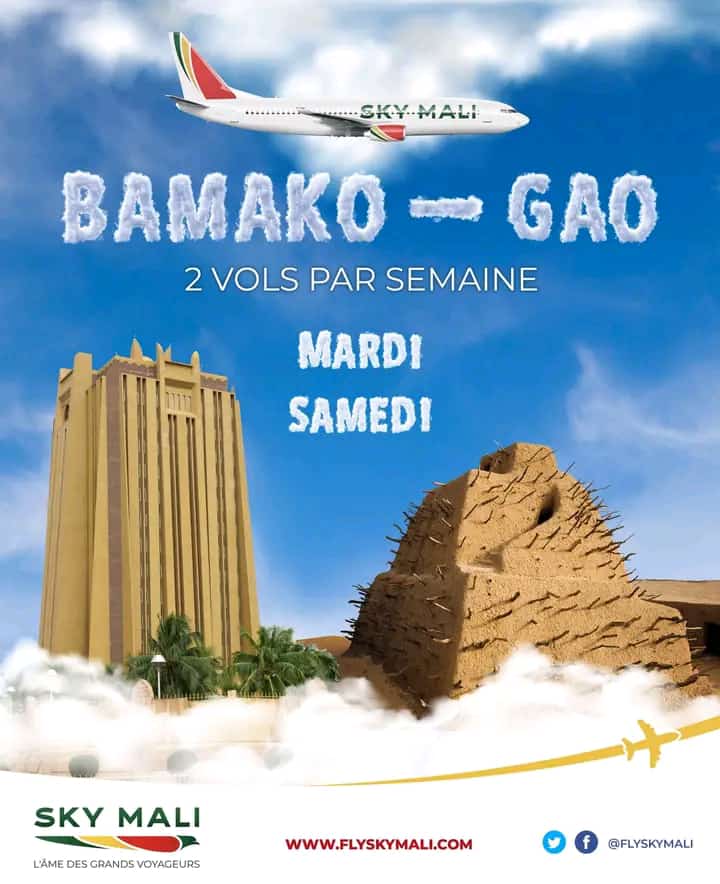 SKY MALI
BAMAKO — GAO
2 VOLS PAR SEMAINE
MARDI
SAMEDI
SKY MALI
L'ÂME DES GRANDS VOYAGEURS
WWW.FLYSKYMALI.COM
@FLYSKYMALI